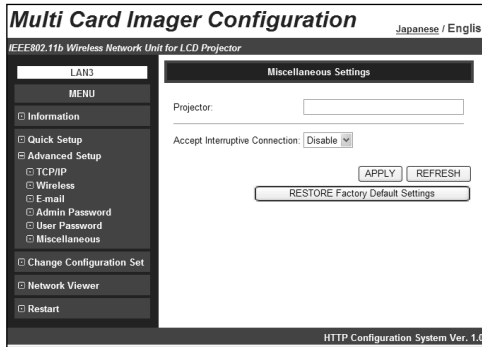 Multi Card Imager Configuration
Japanese / Englis
IEEE802.11b Wireless Network Unit for LCD Projector
LAN3
MENU
Information
Quick Setup
Advanced Setup
TCP/IP
Wireless
E-mail
Admin Password
User Password
Miscellaneous
Change Configuration Set
Network Viewer
Restart
Miscellaneous Settings
Projector:
Accept Interruptive Connection: Disable
APPLY REFRESH
RESTORE Factory Default Settings
HTTP Configuration System Ver. 1.0